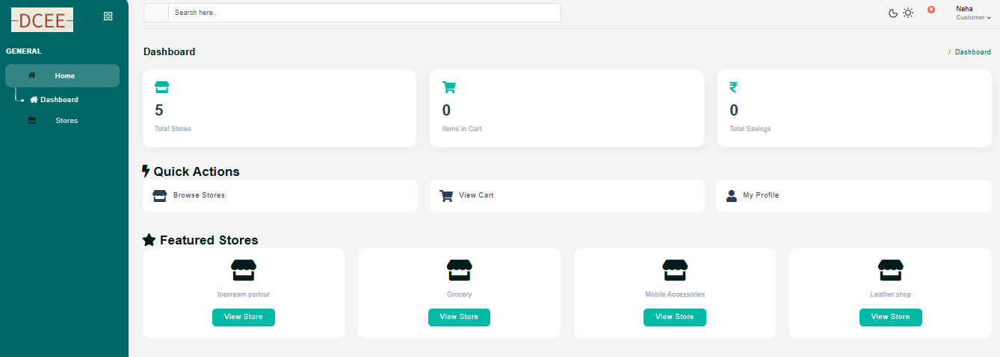 DCEE
Search here..
0
Neha
Customer
GENERAL
Home
Dashboard
Stores
Dashboard
/ Dashboard
5
Total Stores
0
Items in Cart
₹
0
Total Savings
Quick Actions
Browse Stores
View Cart
My Profile
Featured Stores
Icecream parlour
Grocery
Mobile Accessories
Leather shop
View Store
View Store
View Store
View Store